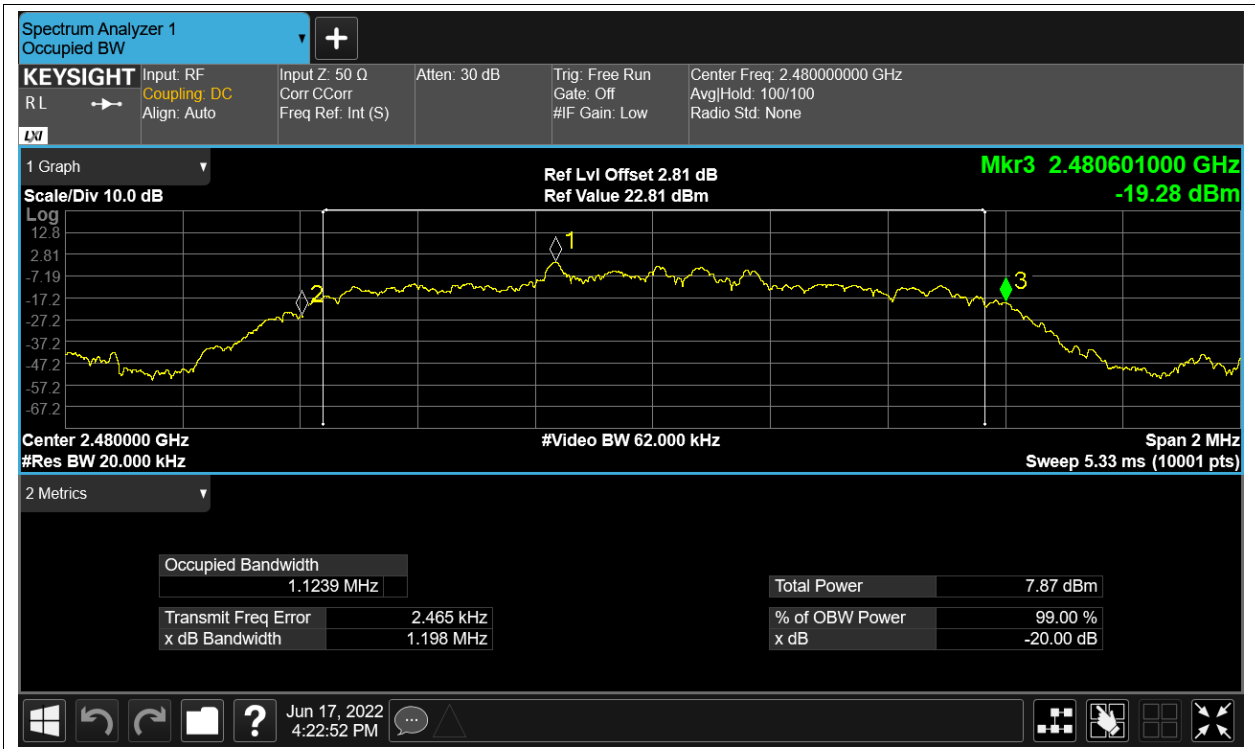 Spectrum Analyzer 1
Occupied BW
KEYSIGHT
R L
LXI
Input: RF
Coupling: DC
Align: Auto
Input Z: 50 Ω
Corr CCorr
Freq Ref: Int (S)
Atten: 30 dB
Trig: Free Run
Gate: Off
#IF Gain: Low
Center Freq: 2.480000000 GHz
Avg|Hold: 100/100
Radio Std: None
1 Graph
Scale/Div 10.0 dB
Ref Lvl Offset 2.81 dB
Ref Value 22.81 dBm
Mkr3 2.480601000 GHz
-19.28 dBm
Log
12.8
2.81
-7.19
-17.2
-27.2
-37.2
-47.2
-57.2
-67.2
1
2
3
Center 2.480000 GHz
#Res BW 20.000 kHz
#Video BW 62.000 kHz
Span 2 MHz
Sweep 5.33 ms (10001 pts)
2 Metrics
Occupied Bandwidth
1.1239 MHz
Transmit Freq Error 2.465 kHz
x dB Bandwidth 1.198 MHz
Total Power 7.87 dBm
% of OBW Power 99.00 %
x dB -20.00 dB
?
Jun 17, 2022
4:22:52 PM